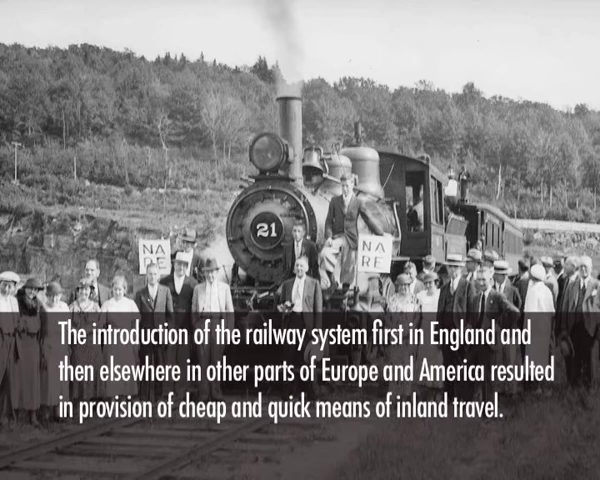 21
NA
RE
NA
RE
The introduction of the railway system first in England and
then elsewhere in other parts of Europe and America resulted
in provision of cheap and quick means of inland travel.